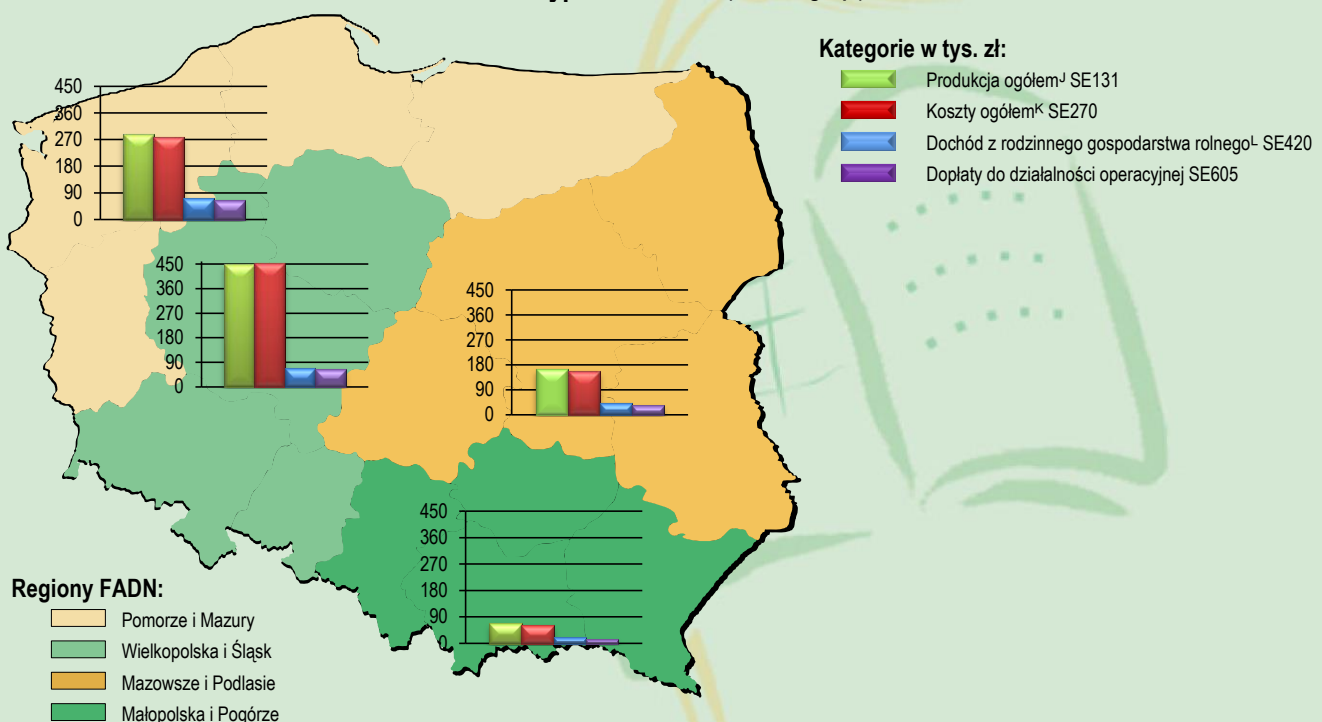 Kategorie w tys. zł:
Produkcja ogółemᴶ SE131
Koszty ogółemᴷ SE270
Dochód z rodzinnego gospodarstwa rolnegoᴸ SE420
Dopłaty do działalności operacyjnej SE605
450
360
270
180
90
0
450
360
270
180
90
0
450
360
270
180
90
0
450
360
270
180
90
0
Regiony FADN:
Pomorze i Mazury
Wielkopolska i Śląsk
Mazowsze i Podlasie
Małopolska i Pogórze